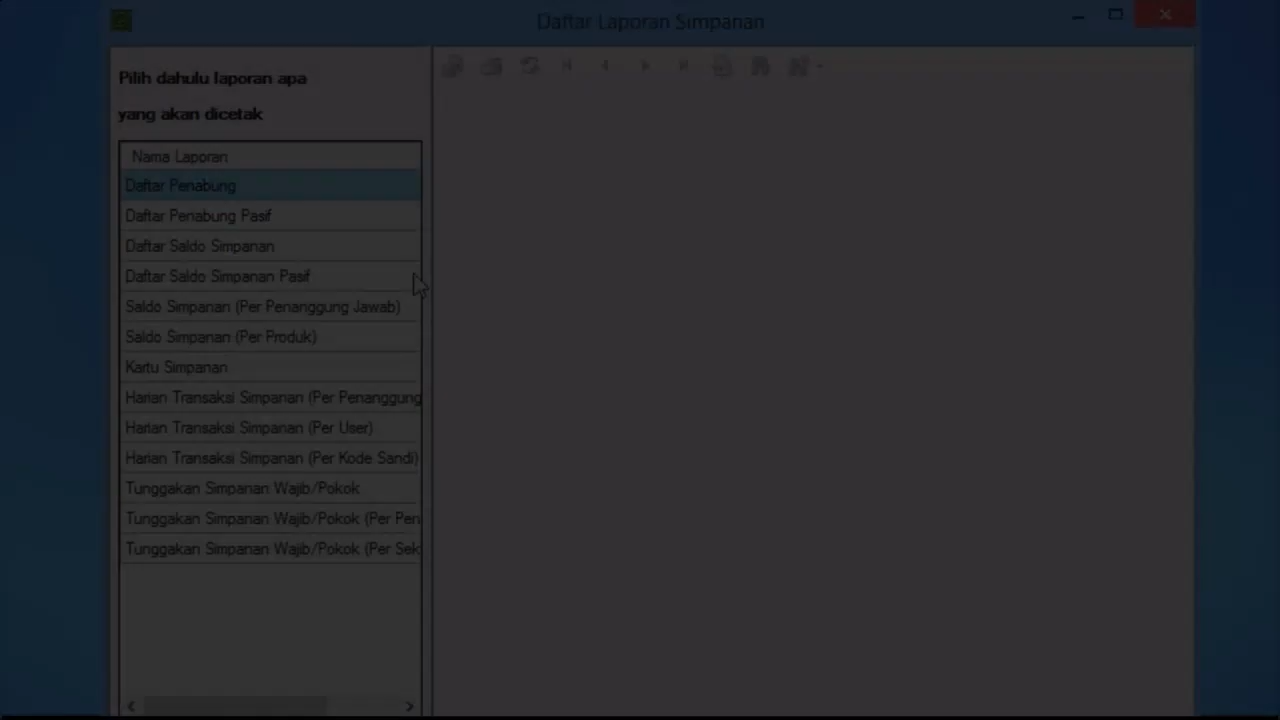 Daftar Laporan Simpanan
Pilih dahulu laporan apa
yang akan dicetak
Nama Laporan
Daftar Penabung
Daftar Penabung Pasif
Daftar Saldo Simpanan
Daftar Saldo Simpanan Pasif
Saldo Simpanan (Per Penanggung Jawab)
Saldo Simpanan (Per Produk)
Kartu Simpanan
Harian Transaksi Simpanan (Per Penanggung
Harian Transaksi Simpanan (Per User)
Harian Transaksi Simpanan (Per Kode Sandi)
Tunggakan Simpanan Wajib/Pokok
Tunggakan Simpanan Wajib/Pokok (Per Pen
Tunggakan Simpanan Wajib/Pokok (Per Sek